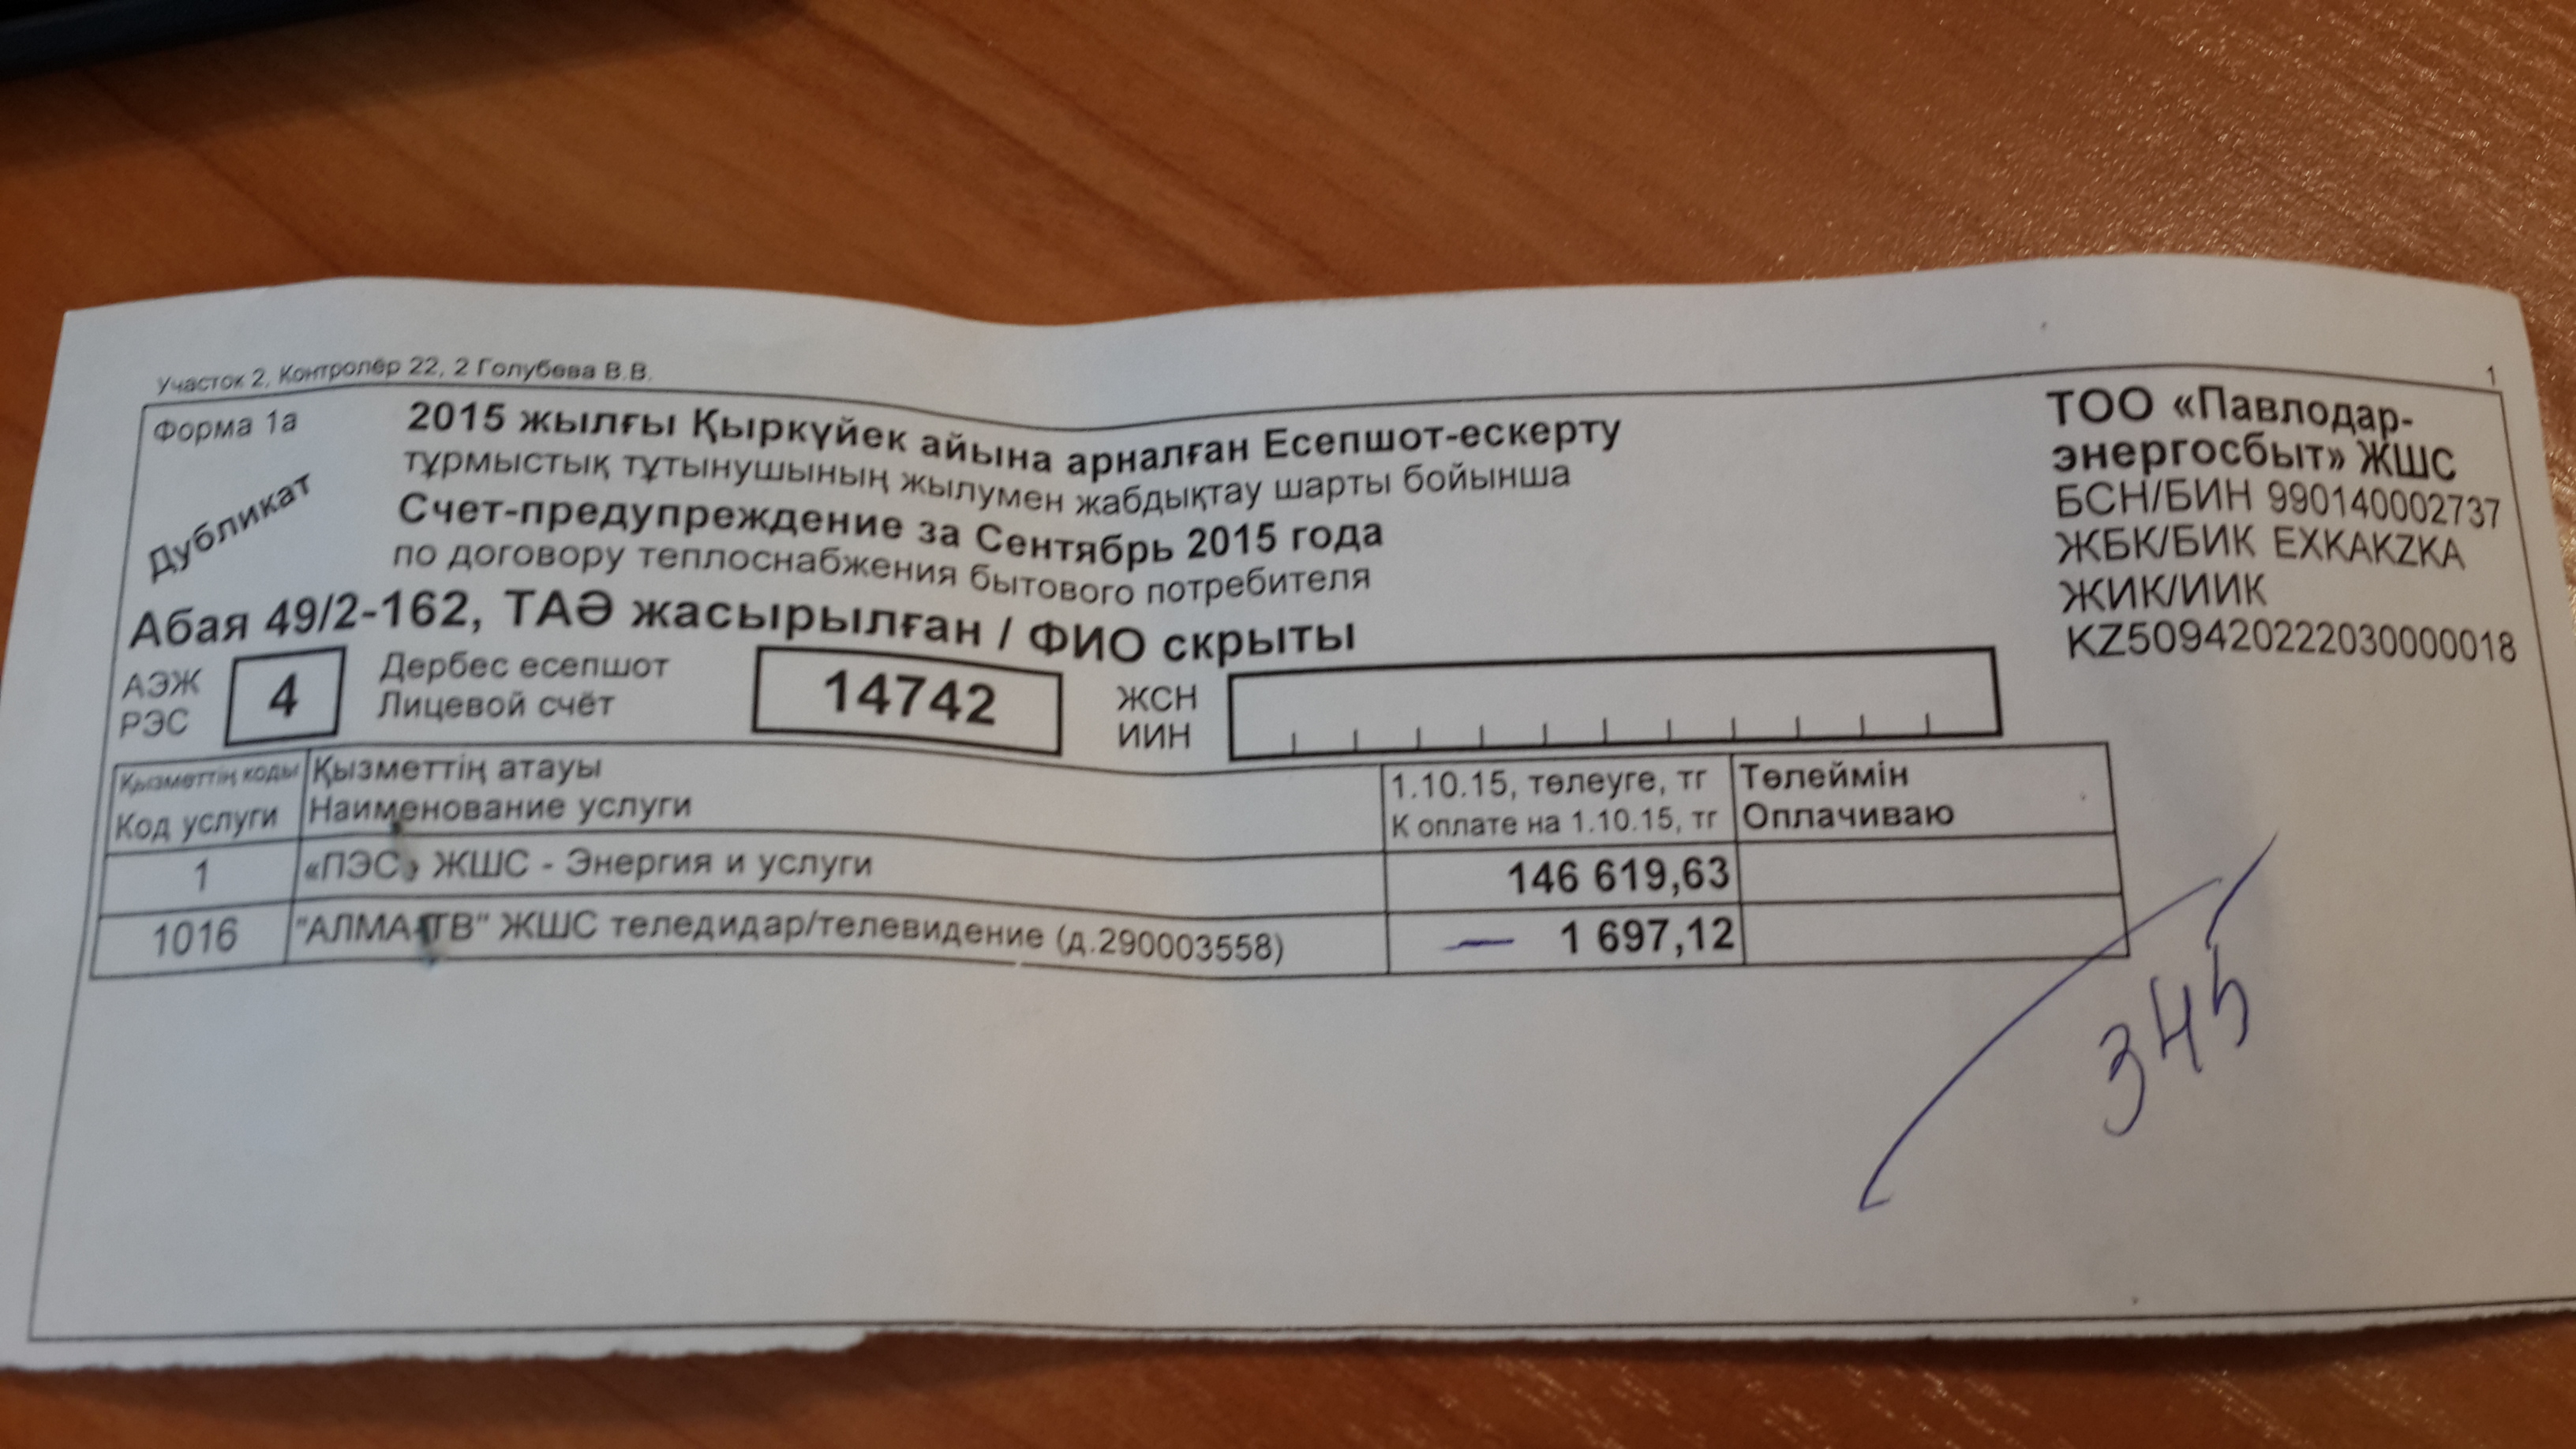 Участок 2, Контролёр 22, 2 Голубева В.В.
1
Форма 1а
Дубликат
2015 жылғы Қыркүйек айына арналған Есепшот-ескерту
тұрмыстық тұтынушының жылумен жабдықтау шарты бойынша
Счет-предупреждение за Сентябрь 2015 года
по договору теплоснабжения бытового потребителя
ТОО «Павлодар-
энергосбыт» ЖШС
БСН/БИН 990140002737
ЖБК/БИК EXKAKZKA
ЖИК/ИИК
KZ509420222030000018
Абая 49/2-162, ТАӘ жасырылған / ФИО скрыты
АЭЖ
РЭС
4
Дербес есепшот
Лицевой счёт
14742
ЖСН
ИИН
Қызметтің коды
Код услуги
Қызметтің атауы
Наименование услуги
1.10.15, төлеуге, тг
К оплате на 1.10.15, тг
Төлеймін
Оплачиваю
1 «ПЭС» ЖШС - Энергия и услуги 146 619,63
1016 "АЛМА-ТВ" ЖШС теледидар/телевидение (д.290003558) — 1 697,12
345